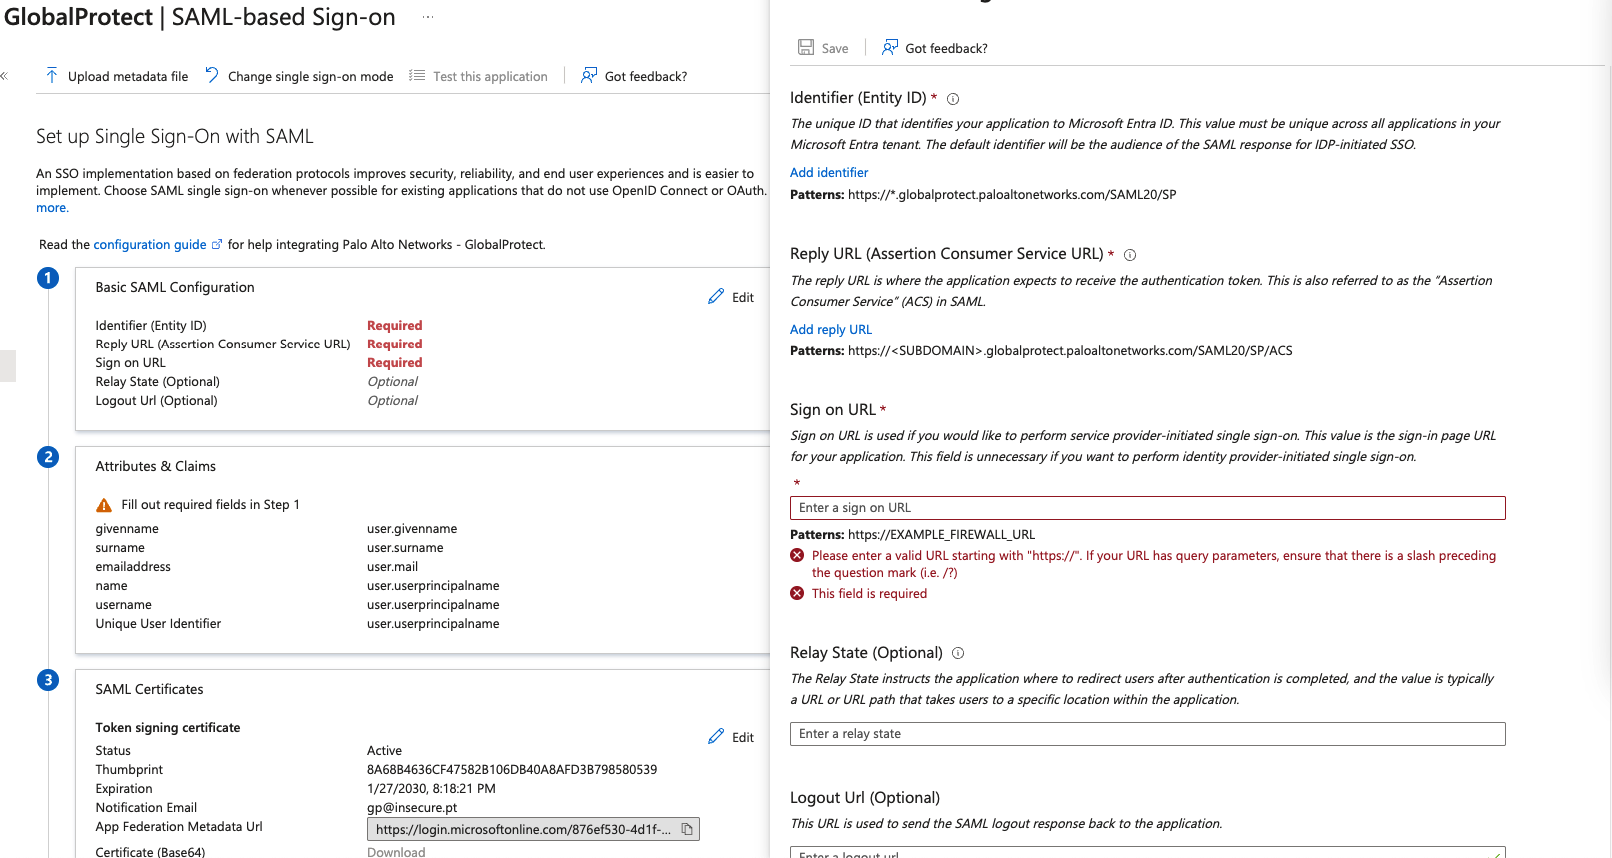 GlobalProtect | SAML-based Sign-on ...
« Upload metadata file Change single sign-on mode Test this application Got feedback?
Set up Single Sign-On with SAML
An SSO implementation based on federation protocols improves security, reliability, and end user experiences and is easier to
implement. Choose SAML single sign-on whenever possible for existing applications that do not use OpenID Connect or OAuth.
more.
Read the configuration guide for help integrating Palo Alto Networks - GlobalProtect.
1
Basic SAML Configuration
Edit
Identifier (Entity ID) Required
Reply URL (Assertion Consumer Service URL) Required
Sign on URL Required
Relay State (Optional) Optional
Logout Url (Optional) Optional
2
Attributes & Claims
Fill out required fields in Step 1
givenname user.givenname
surname user.surname
emailaddress user.mail
name user.userprincipalname
username user.userprincipalname
Unique User Identifier user.userprincipalname
3
SAML Certificates
Token signing certificate
Edit
Status Active
Thumbprint 8A68B4636CF47582B106DB40A8AFD3B798580539
Expiration 1/27/2030, 8:18:21 PM
Notification Email gp@insecure.pt
App Federation Metadata Url https://login.microsoftonline.com/876ef530-4d1f-...
Certificate (Base64) Download
Save Got feedback?
Identifier (Entity ID) *
The unique ID that identifies your application to Microsoft Entra ID. This value must be unique across all applications in your
Microsoft Entra tenant. The default identifier will be the audience of the SAML response for IDP-initiated SSO.
Add identifier
Patterns: https://*.globalprotect.paloaltonetworks.com/SAML20/SP
Reply URL (Assertion Consumer Service URL) *
The reply URL is where the application expects to receive the authentication token. This is also referred to as the "Assertion
Consumer Service" (ACS) in SAML.
Add reply URL
Patterns: https://<SUBDOMAIN>.globalprotect.paloaltonetworks.com/SAML20/SP/ACS
Sign on URL *
Sign on URL is used if you would like to perform service provider-initiated single sign-on. This value is the sign-in page URL
for your application. This field is unnecessary if you want to perform identity provider-initiated single sign-on.
*
Enter a sign on URL
Patterns: https://EXAMPLE_FIREWALL_URL
Please enter a valid URL starting with "https://". If your URL has query parameters, ensure that there is a slash preceding
the question mark (i.e. /?)
This field is required
Relay State (Optional)
The Relay State instructs the application where to redirect users after authentication is completed, and the value is typically
a URL or URL path that takes users to a specific location within the application.
Enter a relay state
Logout Url (Optional)
This URL is used to send the SAML logout response back to the application.
Enter a logout url